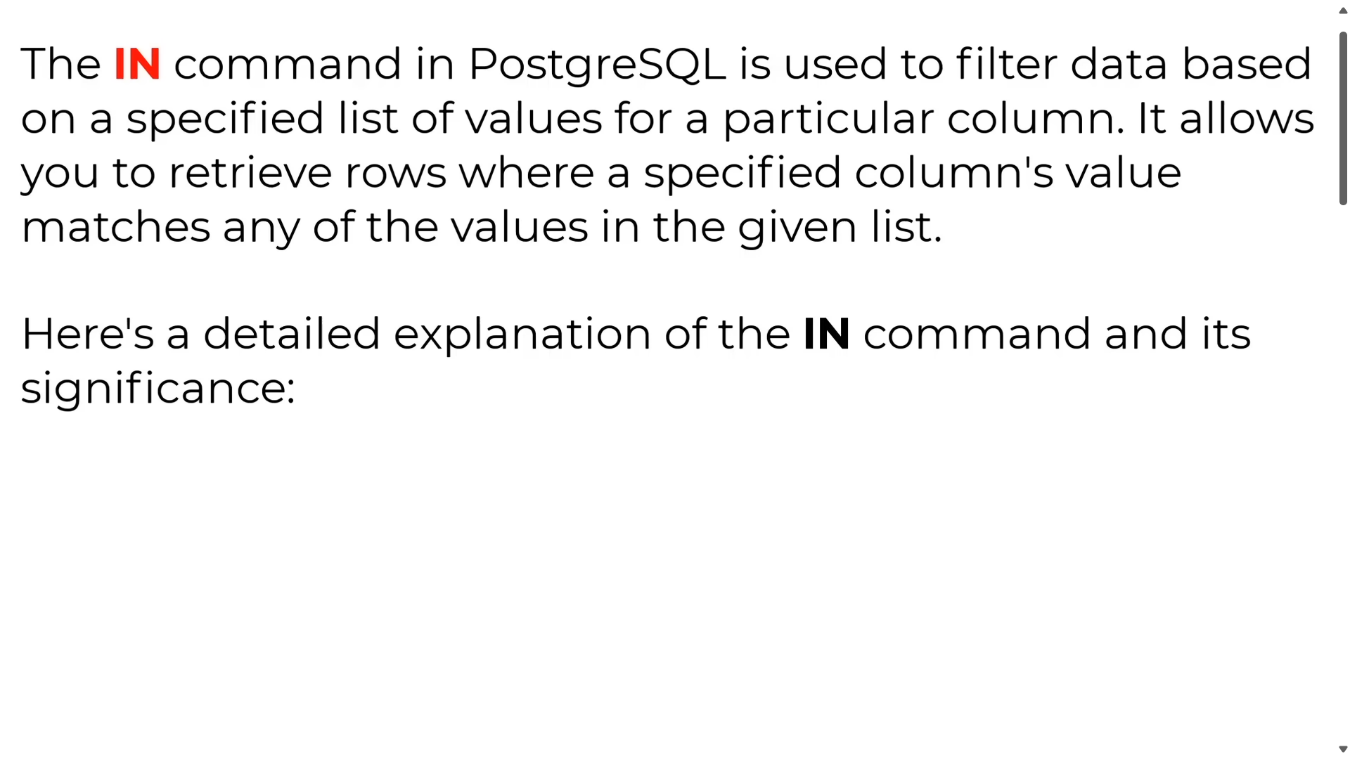 The IN command in PostgreSQL is used to filter data based
on a specified list of values for a particular column. It allows
you to retrieve rows where a specified column's value
matches any of the values in the given list.
Here's a detailed explanation of the IN command and its
significance: